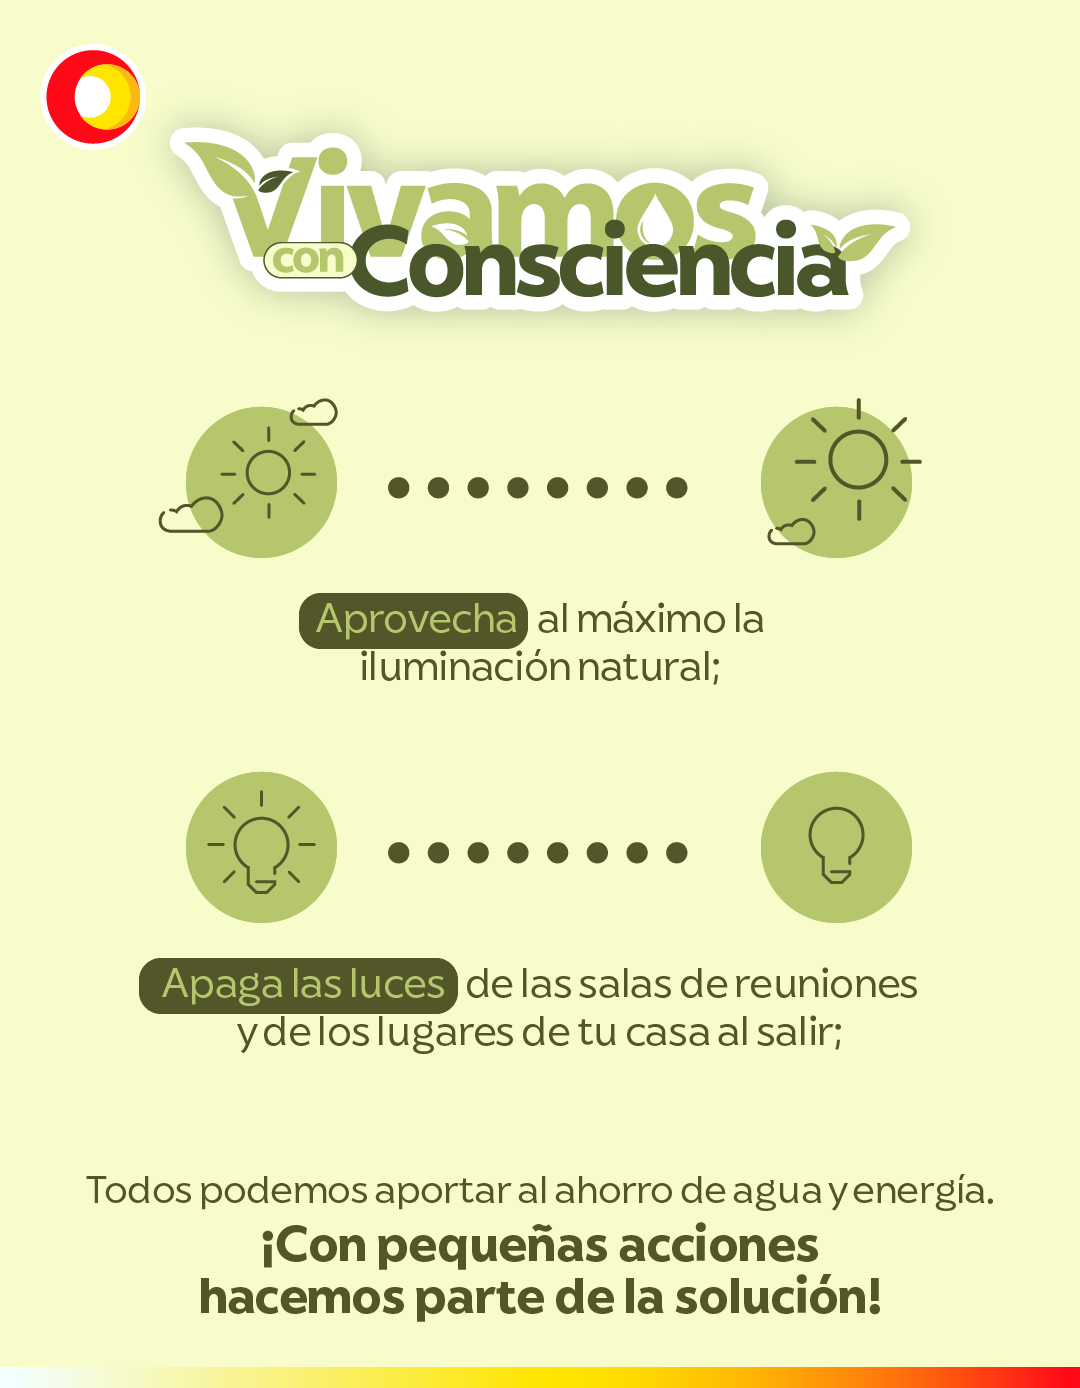 Vivamos
con Consciencia
Aprovecha al máximo la
iluminación natural;
Apaga las luces de las salas de reuniones
y de los lugares de tu casa al salir;
Todos podemos aportar al ahorro de agua y energía.
¡Con pequeñas acciones
hacemos parte de la solución!